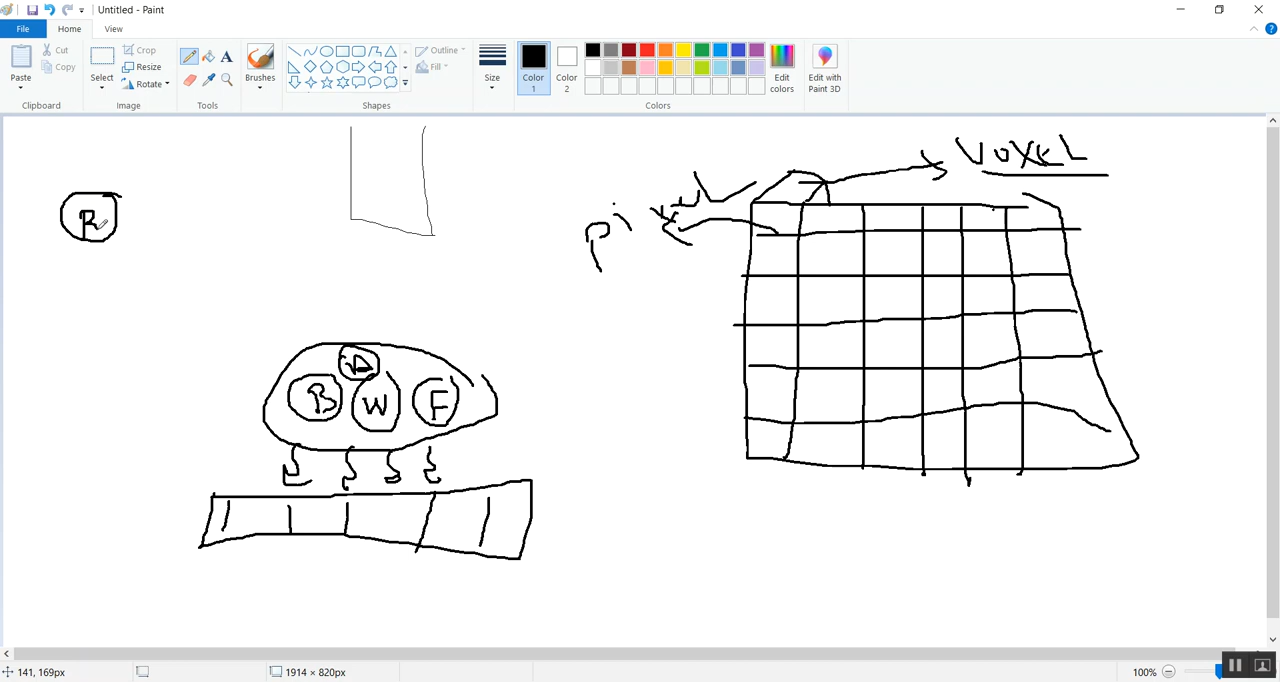 Untitled - Paint
File
Home
View
Paste
Cut
Copy
Clipboard
Select
Crop
Resize
Rotate
Image
Tools
Brushes
Shapes
Outline
Fill
Size
Color 1
Color 2
Edit colors
Edit with Paint 3D
Colors
VOXEL
pixel
R
D
B
W
F
141, 169px
1914 × 820px
100%